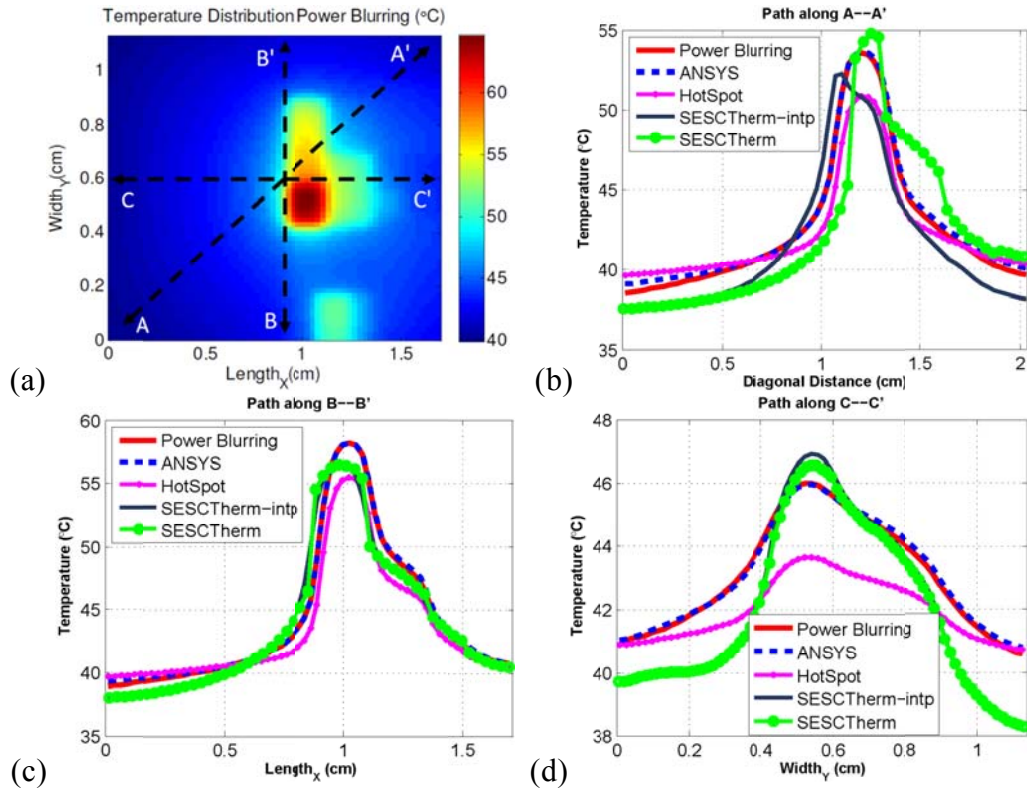 Temperature Distribution Power Blurring (°C)
1
0.8
0.6
0.4
0.2
0
Width_Y(cm)
B'
A'
C
C'
A
B
0
0.5
1
1.5
Length_X(cm)
60
55
50
45
40
(a)
Path along A--A'
55
50
45
40
35
Temperature (°C)
Power Blurring
ANSYS
HotSpot
SESCTherm-intp
SESCTherm
0
0.5
1
1.5
2
Diagonal Distance (cm)
(b)
Path along B--B'
60
55
50
45
40
35
Temperature (°C)
Power Blurring
ANSYS
HotSpot
SESCTherm-intp
SESCTherm
0
0.5
1
1.5
Length_X (cm)
(c)
Path along C--C'
48
46
44
42
40
38
Temperature (°C)
Power Blurring
ANSYS
HotSpot
SESCTherm-intp
SESCTherm
0
0.2
0.4
0.6
0.8
1
Width_Y (cm)
(d)